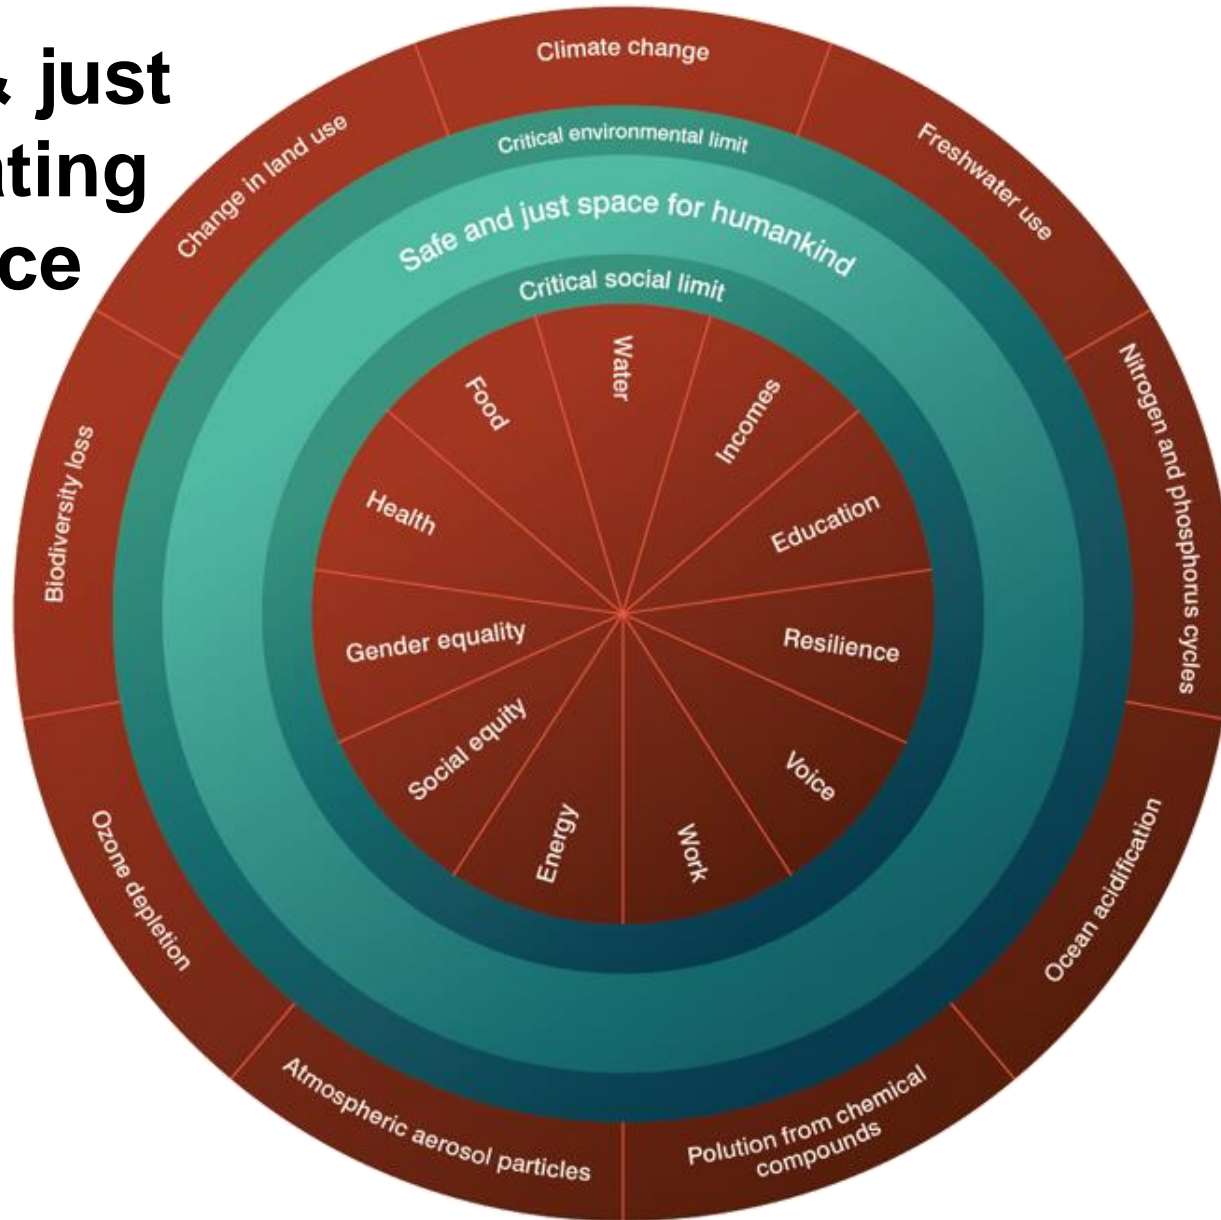 & just
ating
ce
Climate change
Freshwater use
Nitrogen and phosphorus cycles
Ocean acidification
Polution from chemical
compounds
Atmospheric aerosol particles
Ozone depletion
Biodiversity loss
Change in land use
Critical environmental limit
Safe and just space for humankind
Critical social limit
Water
Incomes
Education
Resilience
Voice
Work
Energy
Social equity
Gender equality
Health
Food